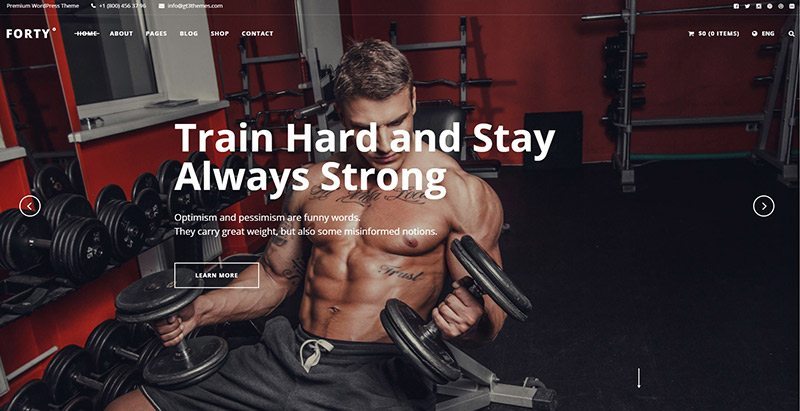 Premium WordPress Theme +1 (800) 456 37 96 info@gt3themes.com
FORTY HOME ABOUT PAGES BLOG SHOP CONTACT $0 (0 ITEMS) ENG
Train Hard and Stay
Always Strong
Optimism and pessimism are funny words.
They carry great weight, but also some misinformed notions.
Trust
LEARN MORE